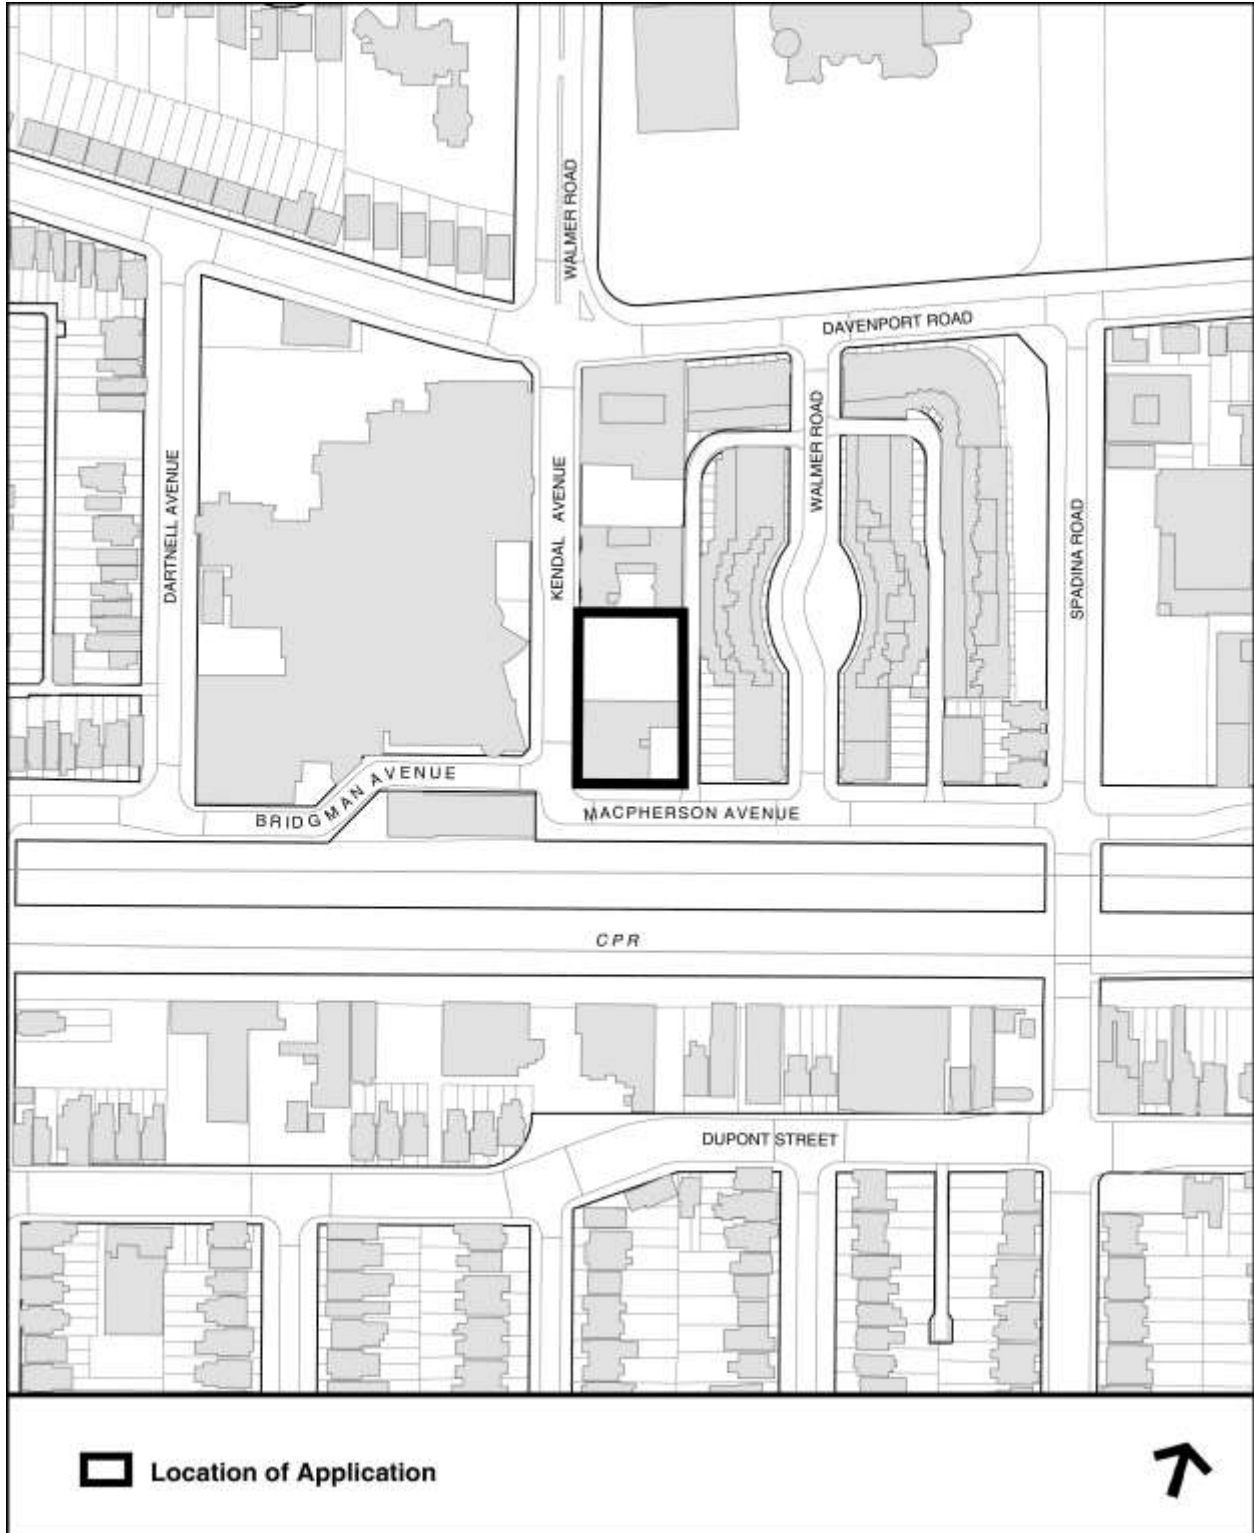 WALMER ROAD
DAVENPORT ROAD
WALMER ROAD
DARTNELL AVENUE
KENDAL AVENUE
SPADINA ROAD
BRIDGMAN AVENUE
MACPHERSON AVENUE
CPR
DUPONT STREET
Location of Application